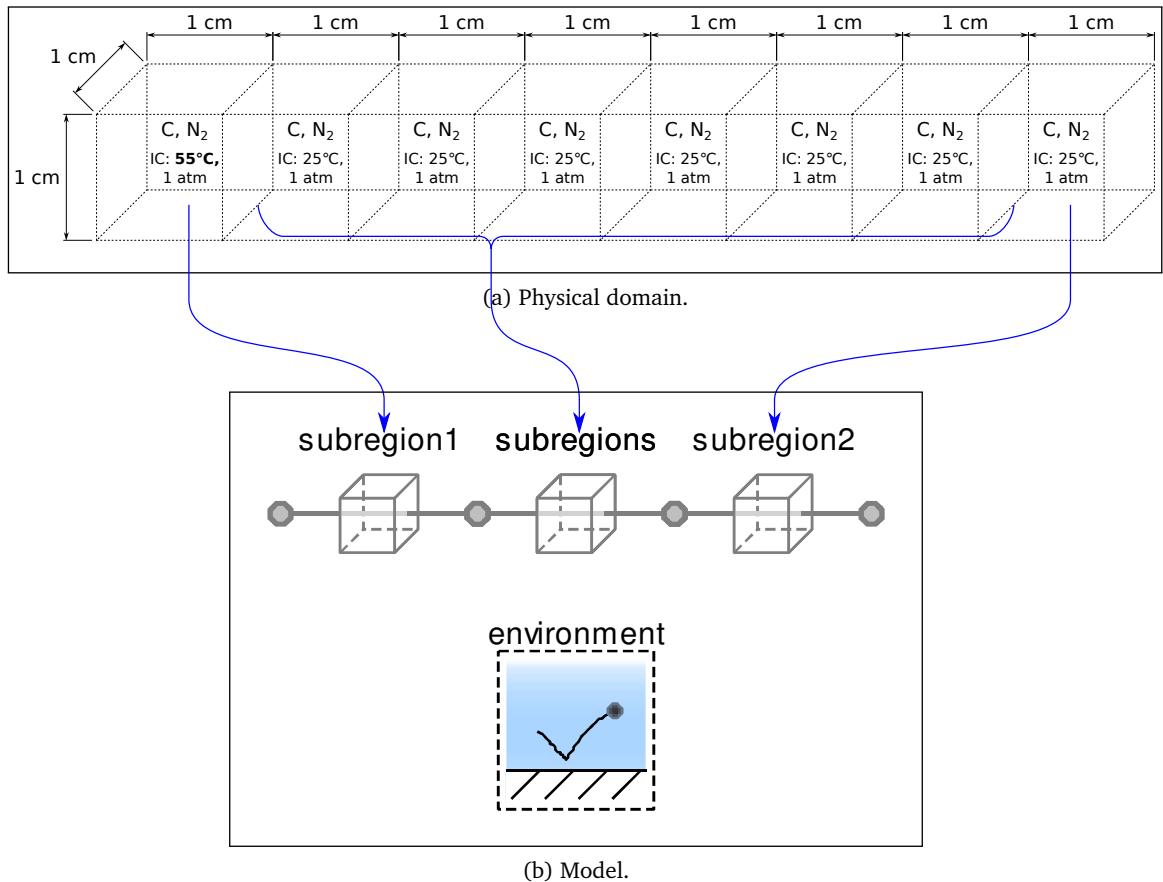 1 cm 1 cm 1 cm 1 cm 1 cm 1 cm 1 cm 1 cm
1 cm
C, N₂ C, N₂ C, N₂ C, N₂ C, N₂ C, N₂ C, N₂ C, N₂
IC: 55℃, IC: 25℃, IC: 25℃, IC: 25℃, IC: 25℃, IC: 25℃, IC: 25℃, IC: 25℃,
1 cm 1 atm 1 atm 1 atm 1 atm 1 atm 1 atm 1 atm 1 atm
(a) Physical domain.
subregion1 subregions subregion2
environment
(b) Model.